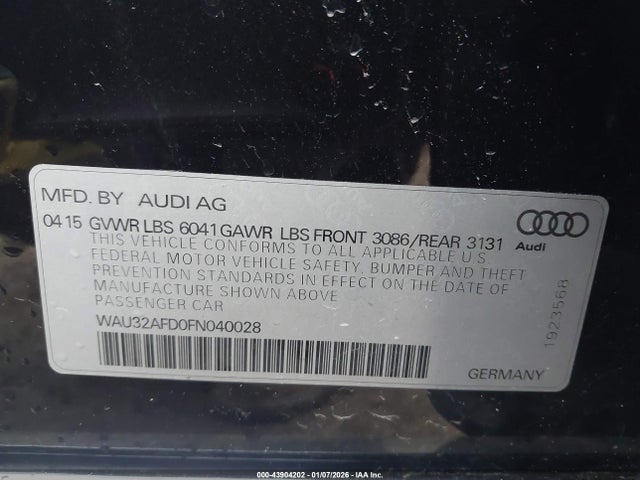 MFD. BY AUDI AG
04 15 GVWR LBS 6041 GAWR LBS FRONT 3086/REAR 3131
THIS VEHICLE CONFORMS TO ALL APPLICABLE U.S
FEDERAL MOTOR VEHICLE SAFETY, BUMPER AND THEFT
PREVENTION STANDARDS IN EFFECT ON THE DATE OF
MANUFACTURE SHOWN ABOVE
PASSENGER CAR
WAU32AFD0FN040028
Audi
1923568
GERMANY
000-43904202 - 01/07/2026 - © IAA Inc.